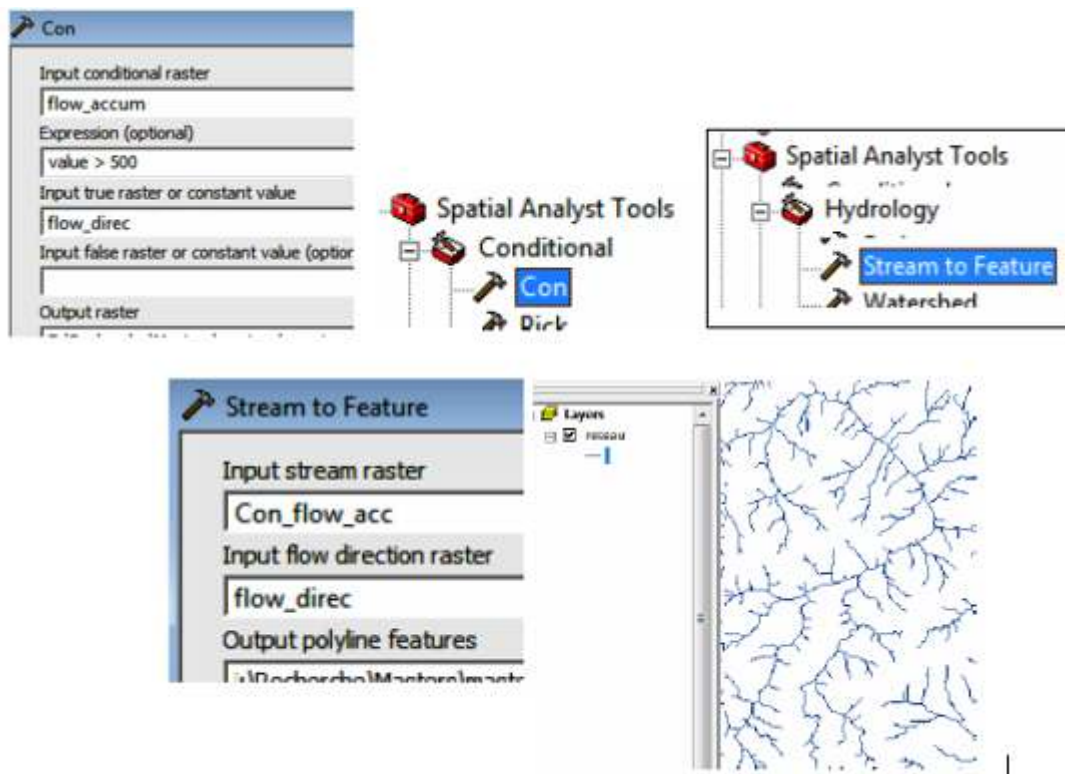 Con
Input conditional raster
flow_accum
Expression (optional)
value > 500
Input true raster or constant value
flow_direc
Input false raster or constant value (option
Output raster
Spatial Analyst Tools
Conditional
Con
Pick
Spatial Analyst Tools
Hydrology
Stream to Feature
Watershed
Stream to Feature
Input stream raster
Con_flow_acc
Input flow direction raster
flow_direc
Output polyline features
Layers
reseau